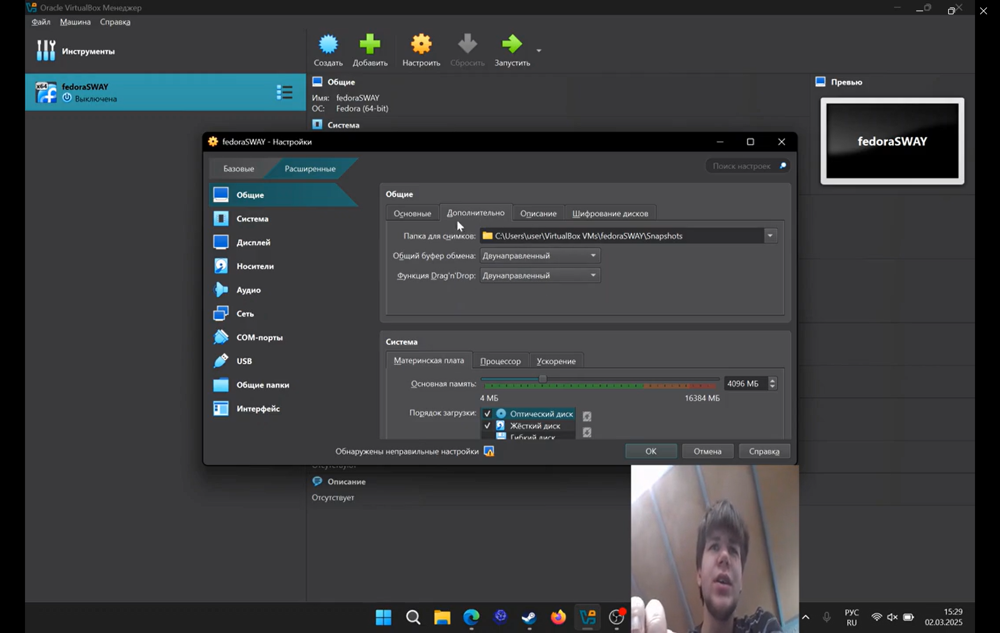 Oracle VirtualBox Менеджер
Файл Машина Справка
Инструменты
Создать Добавить Настроить Сбросить Запустить
x64
fedoraSWAY
Выключена
Общие
Имя: fedoraSWAY
ОС: Fedora (64-bit)
Система
Превью
fedoraSWAY
fedoraSWAY - Настройки
Базовые Расширенные
Поиск настроек
Общие
Система
Дисплей
Носители
Аудио
Сеть
COM-порты
USB
Общие папки
Интерфейс
Общие
Основные Дополнительно Описание Шифрование дисков
Папка для снимков: C:\Users\user\VirtualBox VMs\fedoraSWAY\Snapshots
Общий буфер обмена: Двунаправленный
Функция Drag'n'Drop: Двунаправленный
Система
Материнская плата Процессор Ускорение
Основная память: 4096 МБ
4 МБ 16384 МБ
Порядок загрузки: Оптический диск
Жёсткий диск
Гибкий диск
Обнаружены неправильные настройки
OK Отмена Справка
Отсутствуют
Описание
Отсутствует
РУС
RU
15:29
02.03.2025